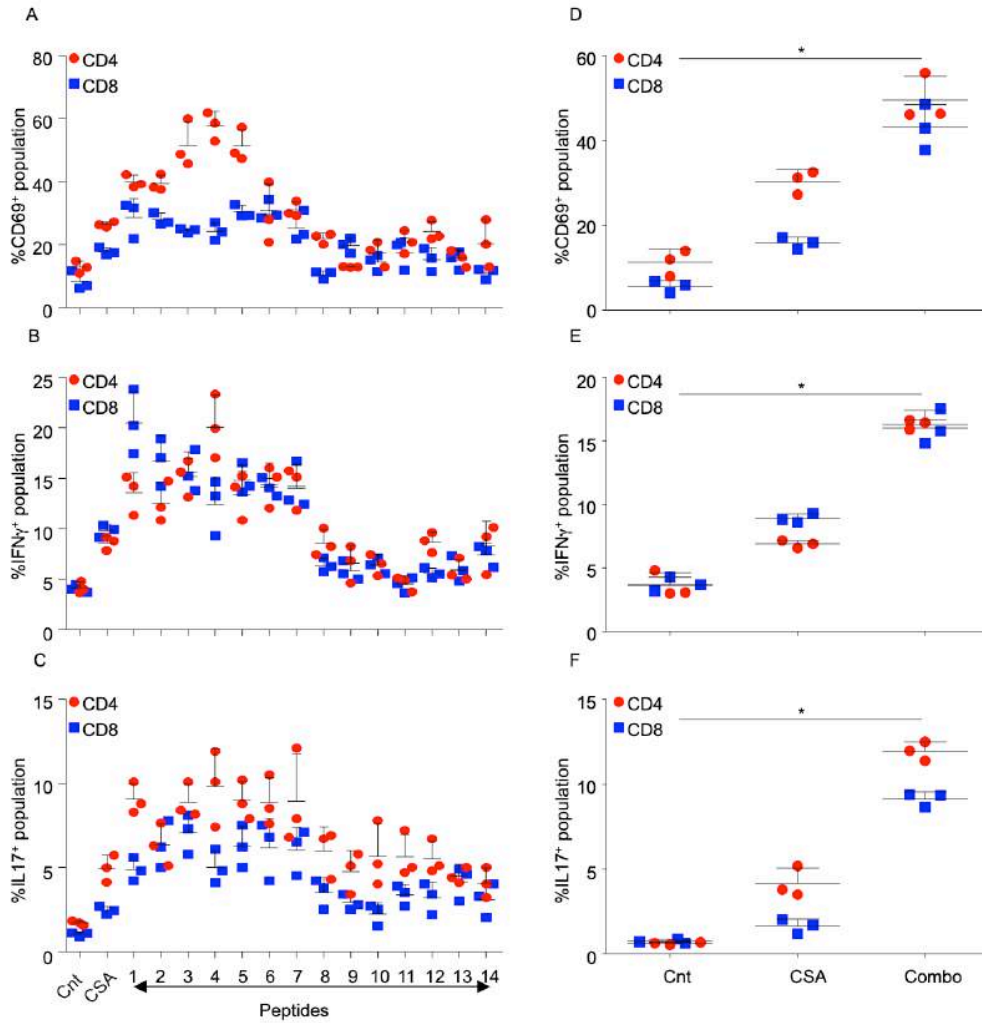 A
D
80
60
40
20
0
%CD69⁺ population
CD4
CD8
60
40
20
0
%CD69⁺ population
CD4
CD8
*
B
E
25
20
15
10
5
0
%IFNγ⁺ population
CD4
CD8
20
15
10
5
0
%IFNγ⁺ population
CD4
CD8
*
C
F
15
10
5
0
%IL17⁺ population
CD4
CD8
Cnt CSA 1 2 3 4 5 6 7 8 9 10 11 12 13 14
Peptides
15
10
5
0
%IL17⁺ population
CD4
CD8
*
Cnt CSA Combo